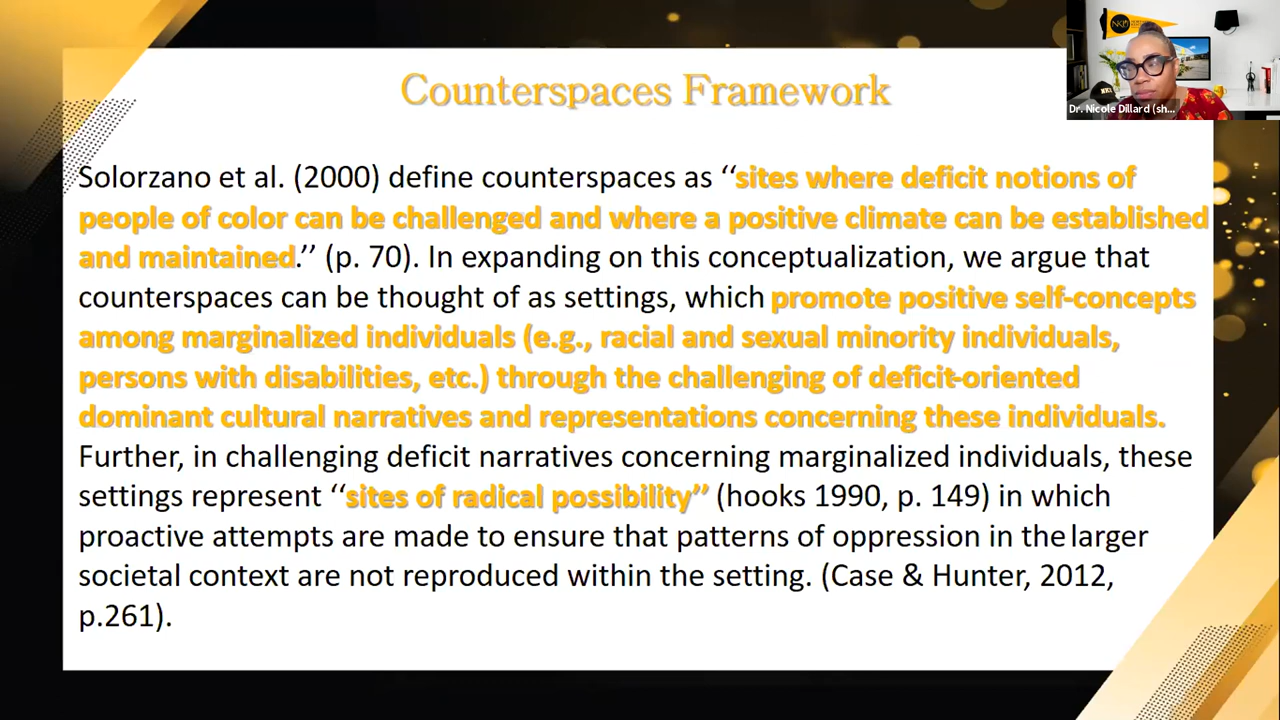 Counterspaces Framework
Dr. Nicole Dillard (sh...
Solorzano et al. (2000) define counterspaces as ‘‘sites where deficit notions of
people of color can be challenged and where a positive climate can be established
and maintained.’’ (p. 70). In expanding on this conceptualization, we argue that
counterspaces can be thought of as settings, which promote positive self-concepts
among marginalized individuals (e.g., racial and sexual minority individuals,
persons with disabilities, etc.) through the challenging of deficit-oriented
dominant cultural narratives and representations concerning these individuals.
Further, in challenging deficit narratives concerning marginalized individuals, these
settings represent ‘‘sites of radical possibility’’ (hooks 1990, p. 149) in which
proactive attempts are made to ensure that patterns of oppression in the larger
societal context are not reproduced within the setting. (Case & Hunter, 2012,
p.261).